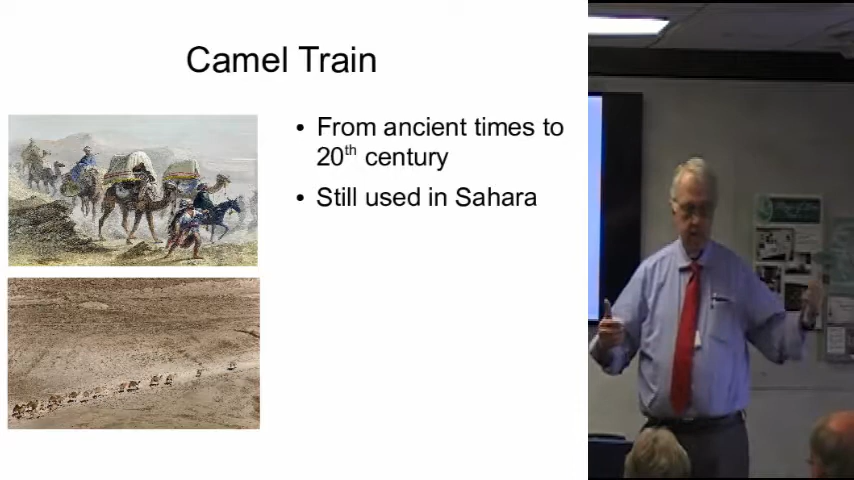 Camel Train
• From ancient times to
20th century
• Still used in Sahara